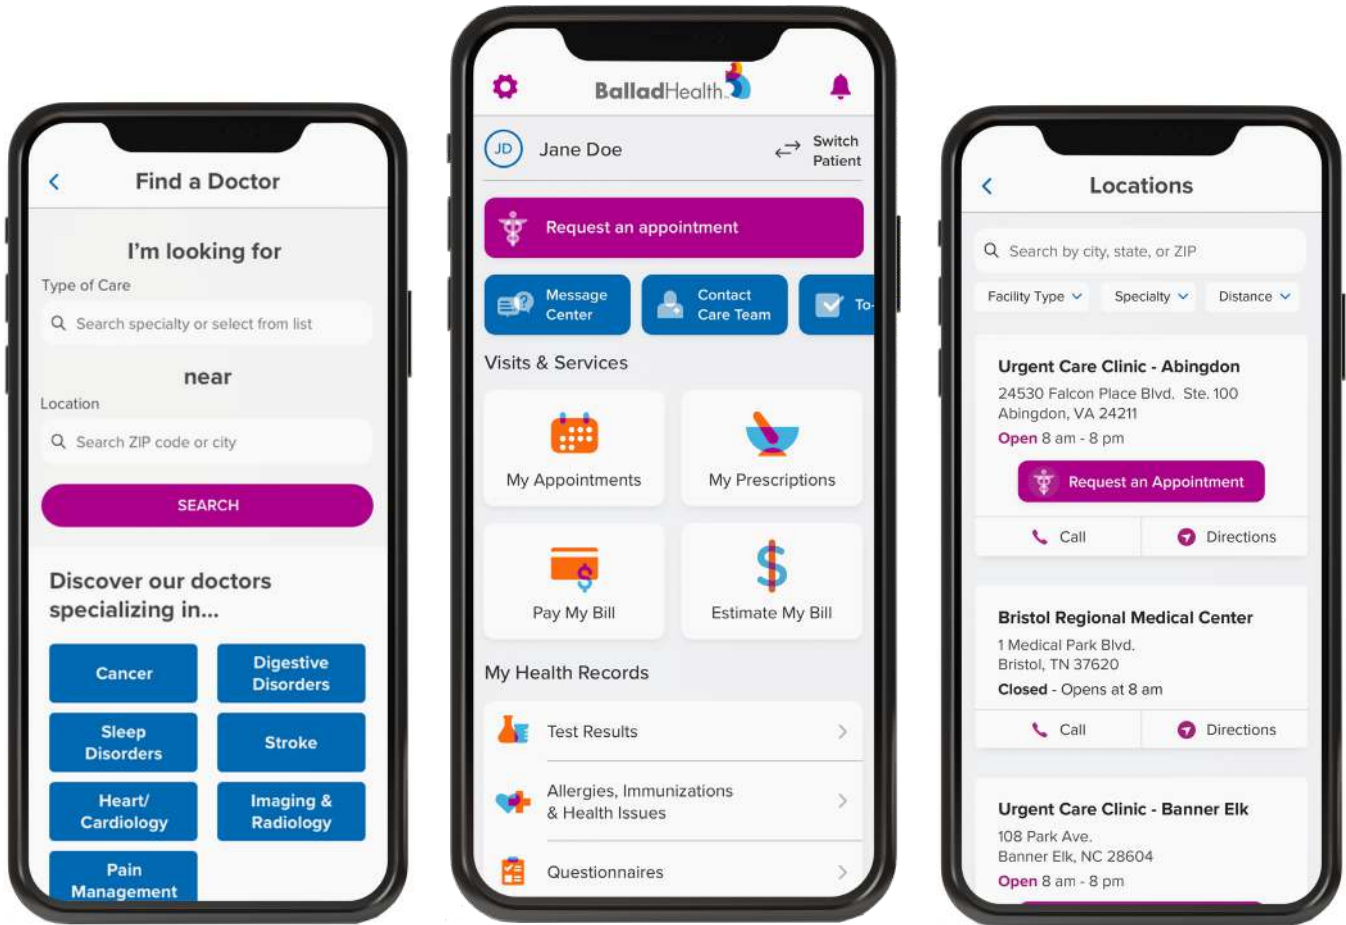 Find a Doctor
I'm looking for
Type of Care
Search specialty or select from list
near
Location
Search ZIP code or city
SEARCH
Discover our doctors
specializing in...
Cancer
Digestive
Disorders
Sleep
Disorders
Stroke
Heart/
Cardiology
Imaging &
Radiology
Pain
Management
BalladHealth
JD
Jane Doe
Switch
Patient
Request an appointment
Message
Center
Contact
Care Team
To-
Visits & Services
My Appointments
My Prescriptions
Pay My Bill
Estimate My Bill
My Health Records
Test Results
Allergies, Immunizations
& Health Issues
Questionnaires
Locations
Search by city, state, or ZIP
Facility Type
Specialty
Distance
Urgent Care Clinic - Abingdon
24530 Falcon Place Blvd. Ste. 100
Abingdon, VA 24211
Open 8 am - 8 pm
Request an Appointment
Call
Directions
Bristol Regional Medical Center
1 Medical Park Blvd.
Bristol, TN 37620
Closed - Opens at 8 am
Call
Directions
Urgent Care Clinic - Banner Elk
108 Park Ave.
Banner Elk, NC 28604
Open 8 am - 8 pm